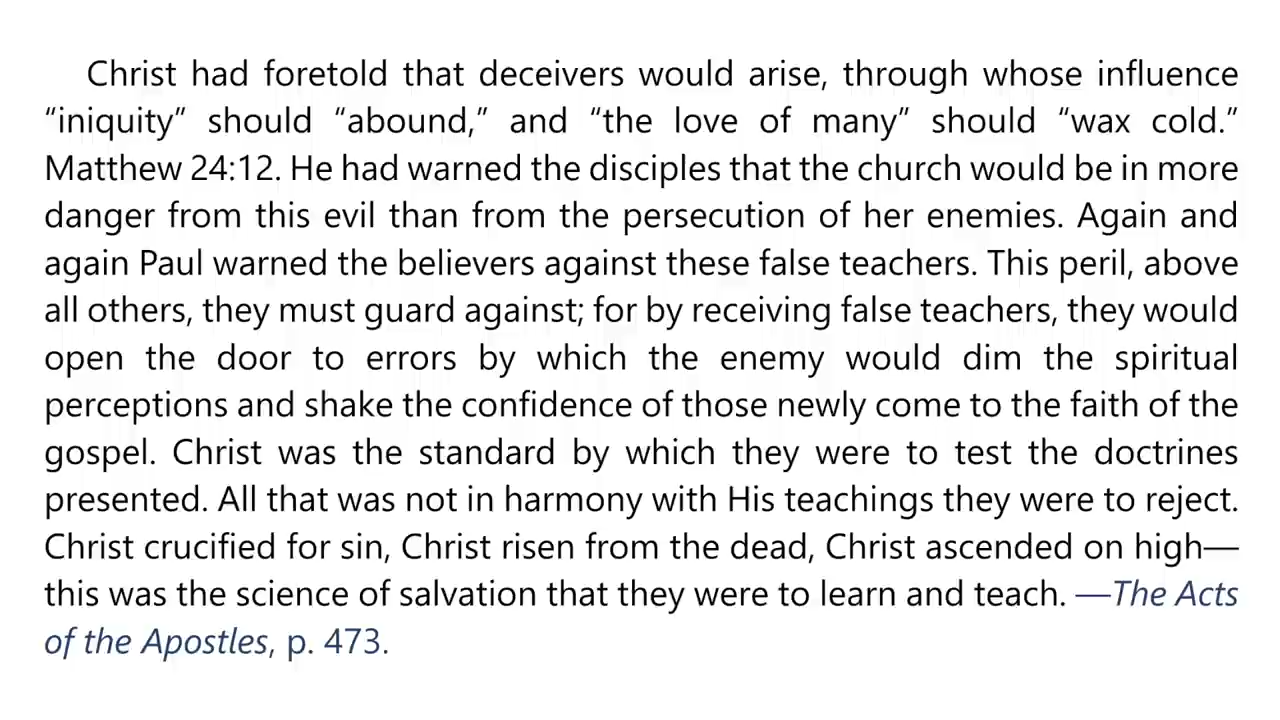 Christ had foretold that deceivers would arise, through whose influence
“iniquity” should “abound,” and “the love of many” should “wax cold.”
Matthew 24:12. He had warned the disciples that the church would be in more
danger from this evil than from the persecution of her enemies. Again and
again Paul warned the believers against these false teachers. This peril, above
all others, they must guard against; for by receiving false teachers, they would
open the door to errors by which the enemy would dim the spiritual
perceptions and shake the confidence of those newly come to the faith of the
gospel. Christ was the standard by which they were to test the doctrines
presented. All that was not in harmony with His teachings they were to reject.
Christ crucified for sin, Christ risen from the dead, Christ ascended on high—
this was the science of salvation that they were to learn and teach. —The Acts
of the Apostles, p. 473.